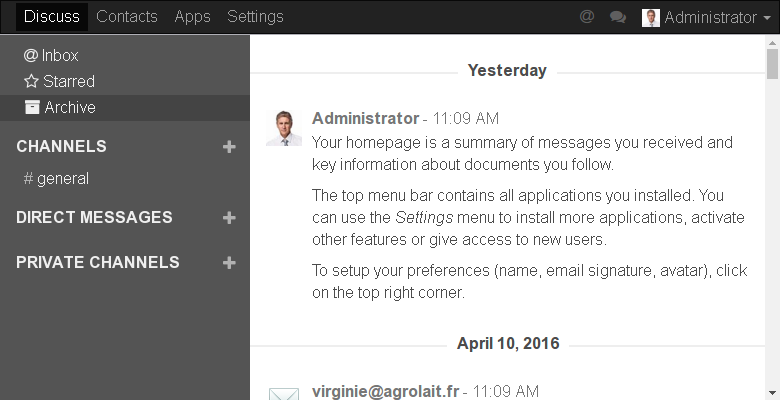 Discuss Contacts Apps Settings @ Administrator
@ Inbox
Starred
Archive
CHANNELS +
# general
DIRECT MESSAGES +
PRIVATE CHANNELS +
Yesterday
Administrator - 11:09 AM
Your homepage is a summary of messages you received and
key information about documents you follow.
The top menu bar contains all applications you installed. You
can use the Settings menu to install more applications, activate
other features or give access to new users.
To setup your preferences (name, email signature, avatar), click
on the top right corner.
April 10, 2016
virginie@agrolait.fr - 11:09 AM